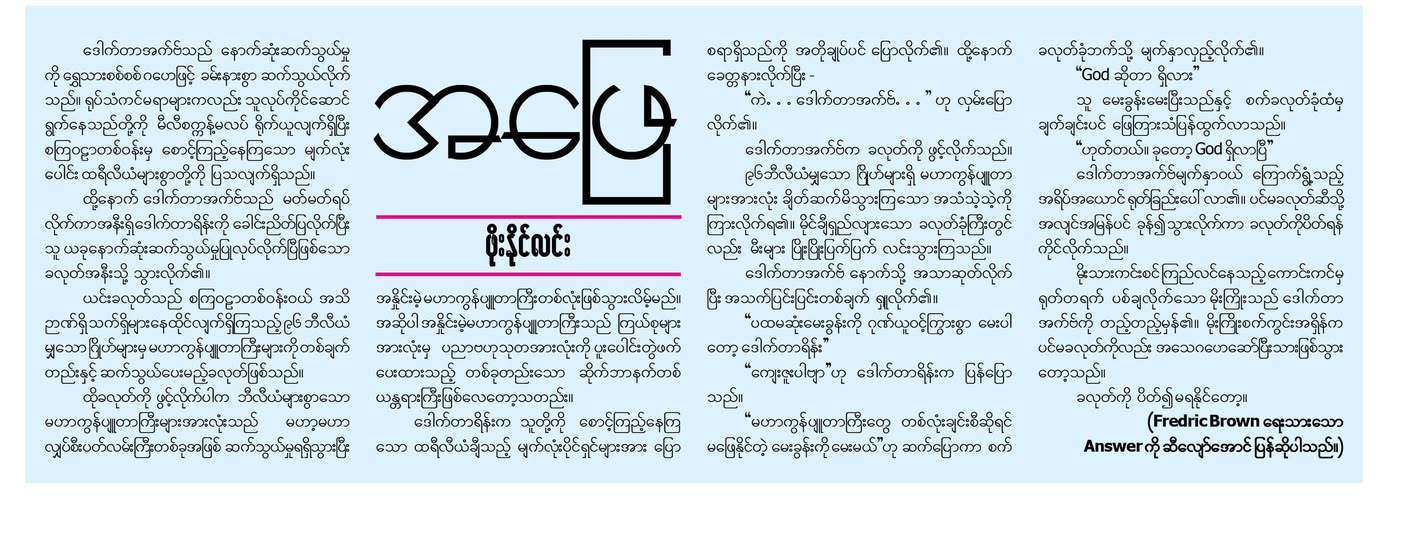 အဖြေ
ဖိုးနိုင်လင်း
ဒေါက်တာအက်ဗ်သည် နောက်ဆုံးဆက်သွယ်မှု
ကို ရွှေသားစစ်စစ်ဂဟေဖြင့် ခမ်းနားစွာ ဆက်သွယ်လိုက်
သည်။ ရုပ်သံကင်မရာများကလည်း သူလုပ်ကိုင်ဆောင်
ရွက်နေသည်တို့ကို မီလီစက္ကန့်မလပ် ရိုက်ယူလျက်ရှိပြီး
စကြဝဠာတစ်ဝန်းမှ စောင့်ကြည့်နေကြသော မျက်လုံး
ပေါင်း ထရီလီယံများစွာတို့ကို ပြသလျက်ရှိသည်။
ထို့နောက် ဒေါက်တာအက်ဗ်သည် မတ်မတ်ရပ်
လိုက်ကာအနီးရှိဒေါက်တာရိန်းကို ခေါင်းညိတ်ပြလိုက်ပြီး
သူ ယခုနောက်ဆုံးဆက်သွယ်မှုပြုလုပ်လိုက်ပြီဖြစ်သော
ခလုတ်အနီးသို့ သွားလိုက်၏။
ယင်းခလုတ်သည် စကြဝဠာတစ်ဝန်းဝယ် အသိ
ဉာဏ်ရှိသက်ရှိများနေထိုင်လျက်ရှိကြသည့်၉၆ ဘီလီယံ
မျှသောဂြိုဟ်များမှ မဟာကွန်ပျူတာကြီးများကိုတစ်ချက်
တည်းနှင့် ဆက်သွယ်ပေးမည့်ခလုတ်ဖြစ်သည်။
ထိုခလုတ်ကို ဖွင့်လိုက်ပါက ဘီလီယံများစွာသော
မဟာကွန်ပျူတာကြီးများအားလုံးသည် မဟာ့မဟာ
လျှပ်စီးပတ်လမ်းကြီးတစ်ခုအဖြစ် ဆက်သွယ်မှုရရှိသွားပြီး
အနှိုင်းမဲ့မဟာကွန်ပျူတာကြီးတစ်လုံးဖြစ်သွားလိမ့်မည်။
အဆိုပါအနှိုင်းမဲ့မဟာကွန်ပျူတာကြီးသည် ကြယ်စုများ
အားလုံးမှ ပညာဗဟုသုတအားလုံးကို ပူးပေါင်းတွဲဖက်
ပေးထားသည့် တစ်ခုတည်းသော ဆိုက်ဘာနက်တစ်
ယန္တရားကြီးဖြစ်လေတော့သတည်း။
ဒေါက်တာရိန်းက သူတို့ကို စောင့်ကြည့်နေကြ
သော ထရီလီယံချီသည့် မျက်လုံးပိုင်ရှင်များအား ပြော
စရာရှိသည်ကို အတိုချုပ်ပင် ပြောလိုက်၏။ ထို့နောက်
ခေတ္တနားလိုက်ပြီး -
“ကဲ...ဒေါက်တာအက်ဗ်...” ဟု လှမ်းပြော
လိုက်၏။
ဒေါက်တာအက်ဗ်က ခလုတ်ကို ဖွင့်လိုက်သည်။
၉၆ဘီလီယံမျှသော ဂြိုဟ်များရှိ မဟာကွန်ပျူတာ
များအားလုံး ချိတ်ဆက်မိသွားကြသော အသံသဲ့သဲ့ကို
ကြားလိုက်ရ၏။ မိုင်ချီရှည်လျားသော ခလုတ်ခုံကြီးတွင်
လည်း မီးများ ပြိုးပြိုးပြက်ပြက် လင်းသွားကြသည်။
ဒေါက်တာအက်ဗ် နောက်သို့ အသာဆုတ်လိုက်
ပြီး အသက်ပြင်းပြင်းတစ်ချက် ရှူလိုက်၏။
“ပထမဆုံးမေးခွန်းကို ဂုဏ်ယူဝင့်ကြွားစွာ မေးပါ
တော့ ဒေါက်တာရိန်း”
“ကျေးဇူးပါဗျာ”ဟု ဒေါက်တာရိန်းက ပြန်ပြော
သည်။
“မဟာကွန်ပျူတာကြီးတွေ တစ်လုံးချင်းစီဆိုရင်
မဖြေနိုင်တဲ့ မေးခွန်းကို မေးမယ်”ဟု ဆက်ပြောကာ စက်
ခလုတ်ခုံဘက်သို့ မျက်နှာလှည့်လိုက်၏။
“God ဆိုတာ ရှိလား”
သူ မေးခွန်းမေးပြီးသည်နှင့် စက်ခလုတ်ခုံထံမှ
ချက်ချင်းပင် ဖြေကြားသံပြန်ထွက်လာသည်။
“ဟုတ်တယ်။ ခုတော့ God ရှိလာပြီ”
ဒေါက်တာအက်ဗ်မျက်နှာဝယ် ကြောက်ရွံ့သည့်
အရိပ်အယောင် ရုတ်ခြည်းပေါ်လာ၏။ ပင်မခလုတ်ဆီသို့
အလျင်အမြန်ပင် ခုန်၍သွားလိုက်ကာ ခလုတ်ကိုပိတ်ရန်
ကိုင်လိုက်သည်။
မိုးသားကင်းစင်ကြည်လင်နေသည့်ကောင်းကင်မှ
ရုတ်တရက် ပစ်ချလိုက်သော မိုးကြိုးသည် ဒေါက်တာ
အက်ဗ်ကို တည့်တည့်မှန်၏။ မိုးကြိုးစက်ကွင်းအရှိန်က
ပင်မခလုတ်ကိုလည်း အသေဂဟေဆော်ပြီးသားဖြစ်သွား
တော့သည်။
ခလုတ်ကို ပိတ်၍မရနိုင်တော့။
(Fredric Brown ရေးသားသော
Answer ကို ဆီလျော်အောင် ပြန်ဆိုပါသည်။)